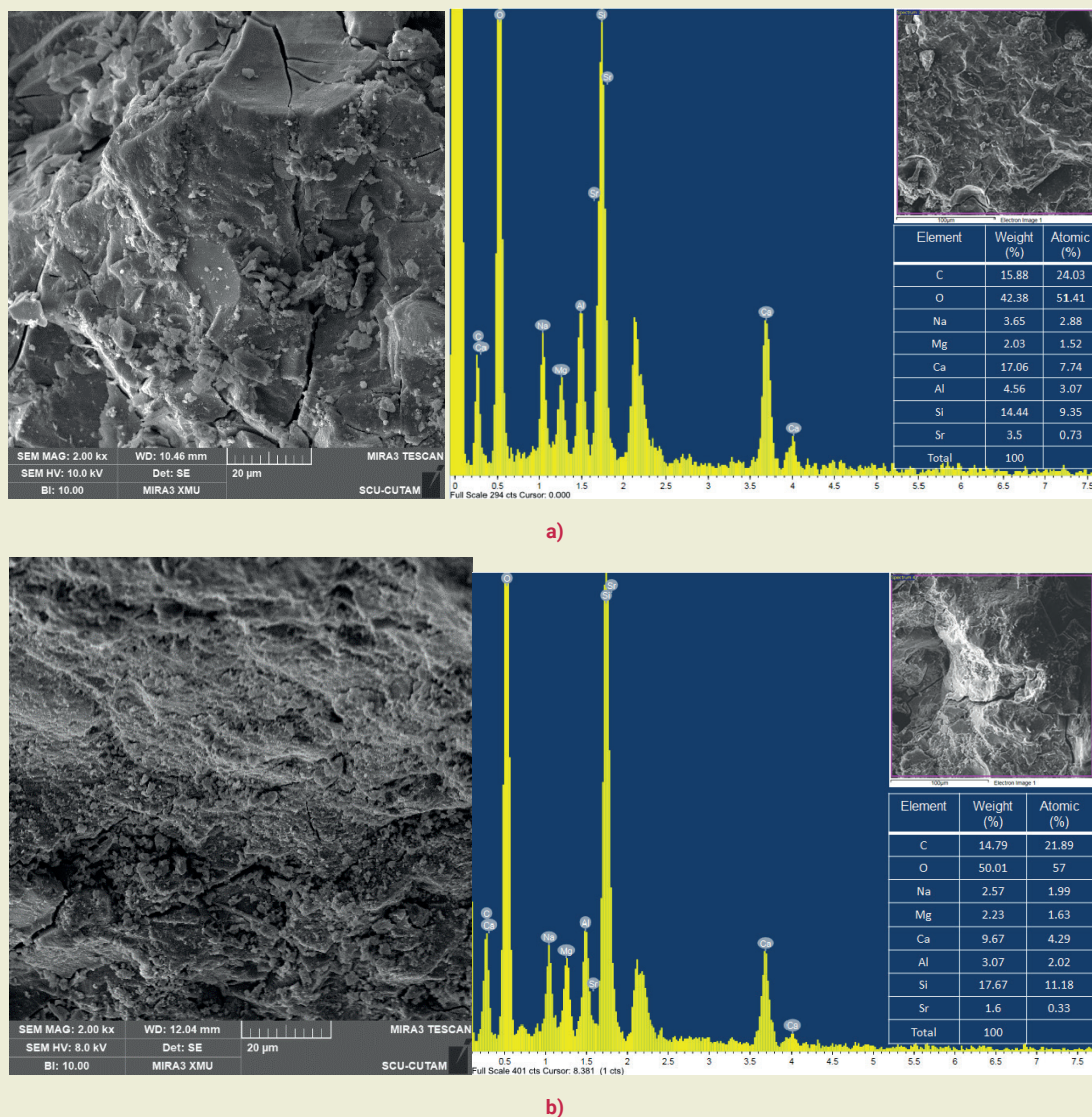 SEM MAG: 2.00 kx WD: 10.46 mm MIRA3 TESCAN
SEM HV: 10.0 kV Det: SE 20 µm
BI: 10.00 MIRA3 XMU SCU-CUTAM
O Si
Sr
Sr
Al
Na Ca
C
Ca
Mg
Ca
0 0.5 1 1.5 2 2.5 3 3.5 4 4.5 5 5.5 6 6.5 7 7.5
Full Scale 294 cts Cursor: 0.000
100µm Electron Image 1
Element Weight (%) Atomic (%)
C 15.88 24.03
O 42.38 51.41
Na 3.65 2.88
Mg 2.03 1.52
Ca 17.06 7.74
Al 4.56 3.07
Si 14.44 9.35
Sr 3.5 0.73
Total 100
a)
SEM MAG: 2.00 kx WD: 12.04 mm MIRA3 TESCAN
SEM HV: 8.0 kV Det: SE 20 µm
BI: 10.00 MIRA3 XMU SCU-CUTAM
O Sr
Si
C
Ca
Al
Na
Mg
Ca
Sr
Ca
0.5 1 1.5 2 2.5 3 3.5 4 4.5 5 5.5 6 6.5 7 7.5
Full Scale 401 cts Cursor: 8.381 (1 cts)
100µm Electron Image 1
Element Weight (%) Atomic (%)
C 14.79 21.89
O 50.01 57
Na 2.57 1.99
Mg 2.23 1.63
Ca 9.67 4.29
Al 3.07 2.02
Si 17.67 11.18
Sr 1.6 0.33
Total 100
b)